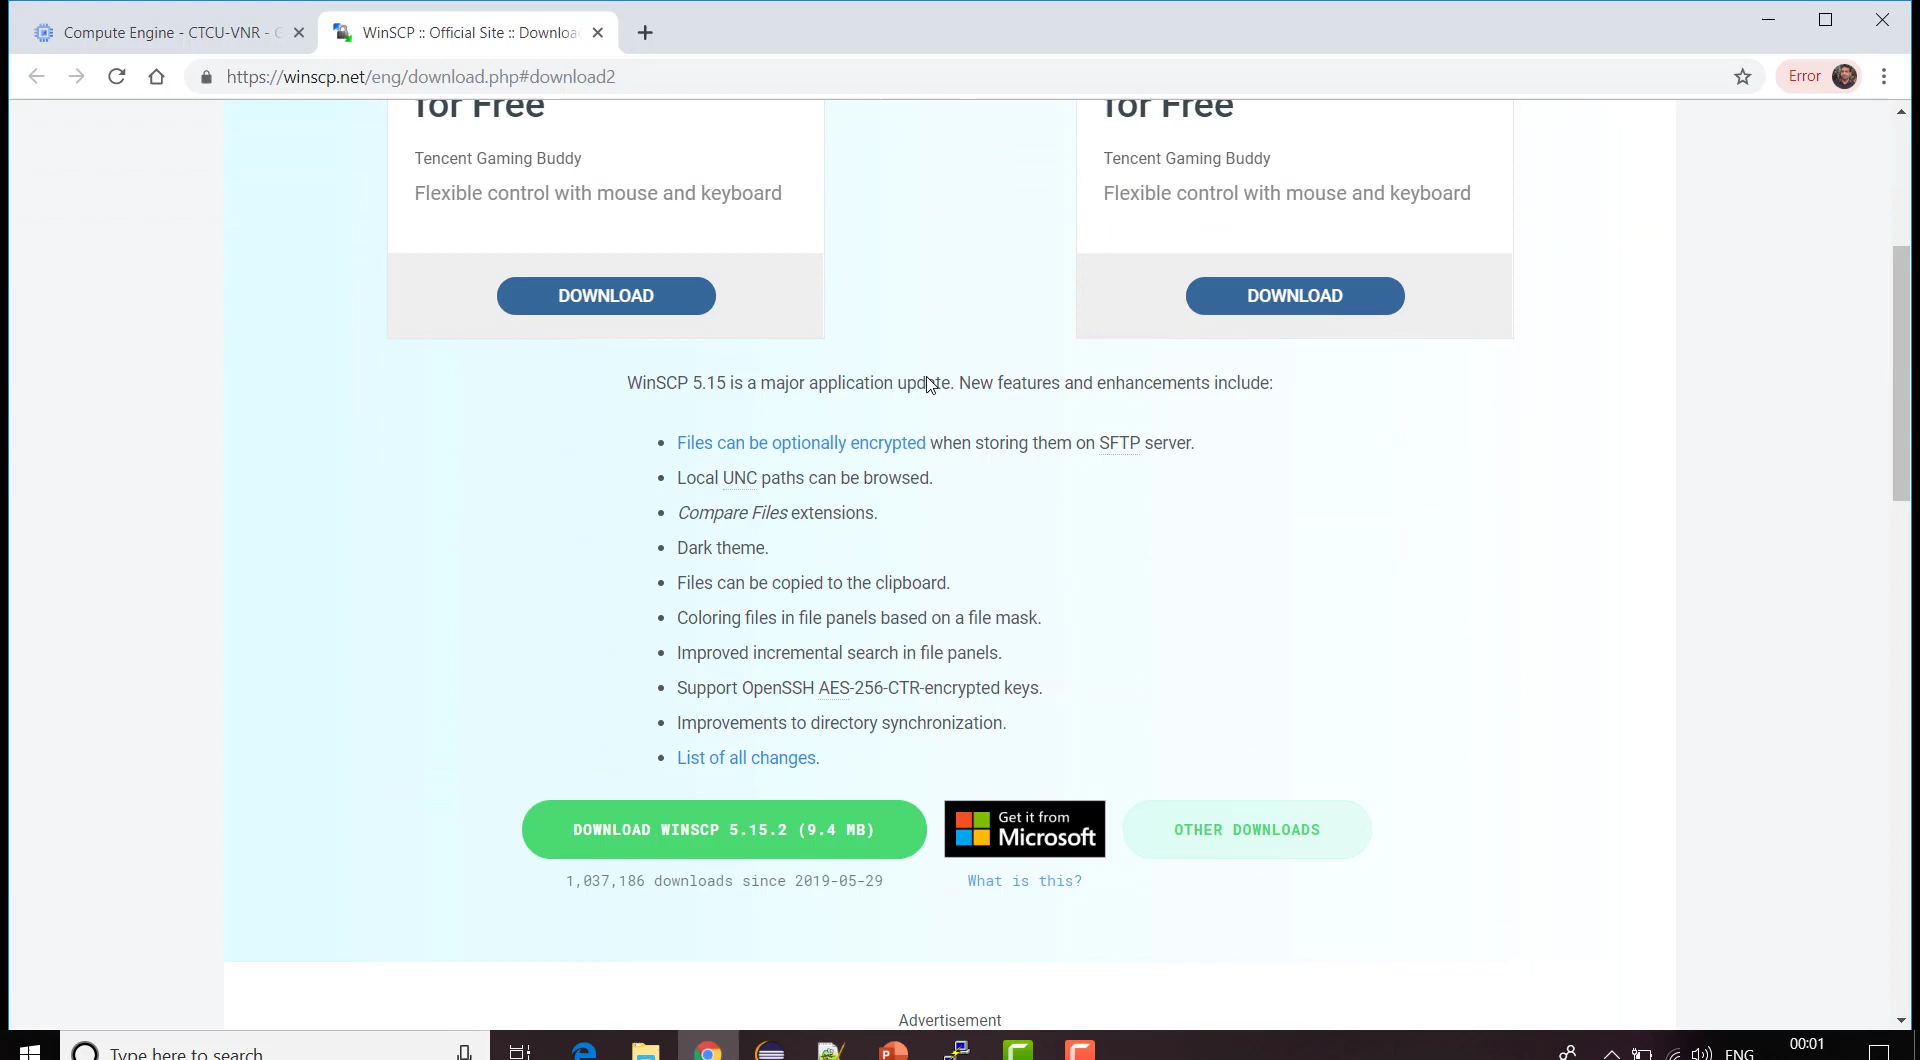 Compute Engine - CTCU-VNR - G
WinSCP :: Official Site :: Downloa
https://winscp.net/eng/download.php#download2
Error
for Free
for Free
Tencent Gaming Buddy
Tencent Gaming Buddy
Flexible control with mouse and keyboard
Flexible control with mouse and keyboard
DOWNLOAD
DOWNLOAD
WinSCP 5.15 is a major application update. New features and enhancements include:
• Files can be optionally encrypted when storing them on SFTP server.
• Local UNC paths can be browsed.
• Compare Files extensions.
• Dark theme.
• Files can be copied to the clipboard.
• Coloring files in file panels based on a file mask.
• Improved incremental search in file panels.
• Support OpenSSH AES-256-CTR-encrypted keys.
• Improvements to directory synchronization.
• List of all changes.
DOWNLOAD WINSCP 5.15.2 (9.4 MB)
Get it from
Microsoft
OTHER DOWNLOADS
1,037,186 downloads since 2019-05-29
What is this?
Advertisement
Type here to search
ENG
00:01